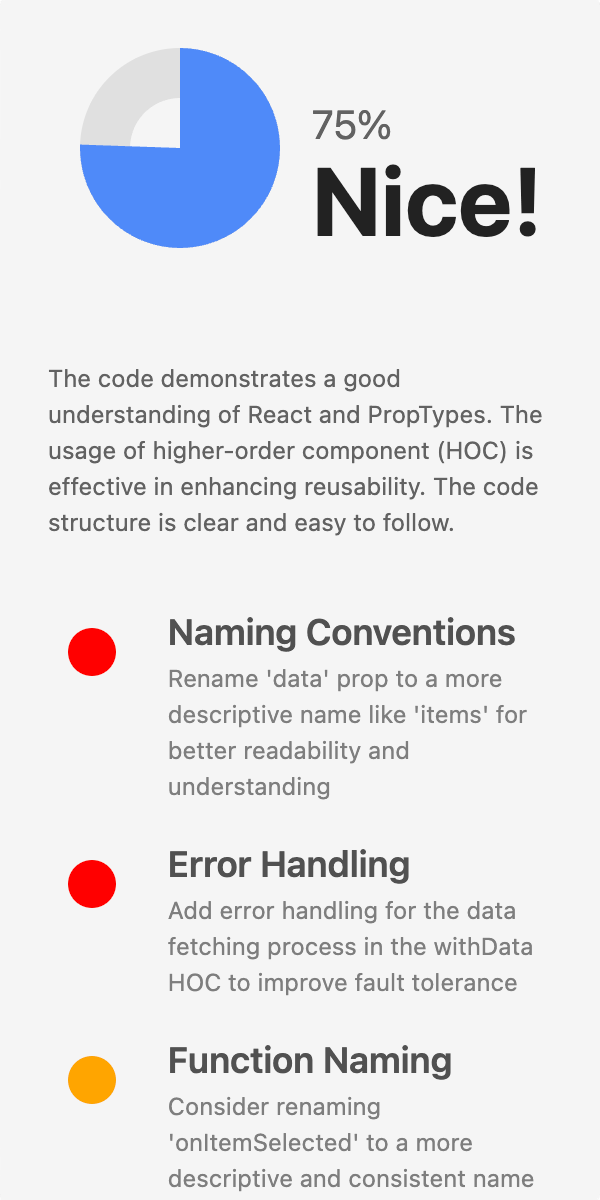 75%
Nice!
The code demonstrates a good
understanding of React and PropTypes. The
usage of higher-order component (HOC) is
effective in enhancing reusability. The code
structure is clear and easy to follow.
Naming Conventions
Rename 'data' prop to a more
descriptive name like 'items' for
better readability and
understanding
Error Handling
Add error handling for the data
fetching process in the withData
HOC to improve fault tolerance
Function Naming
Consider renaming
'onItemSelected' to a more
descriptive and consistent name